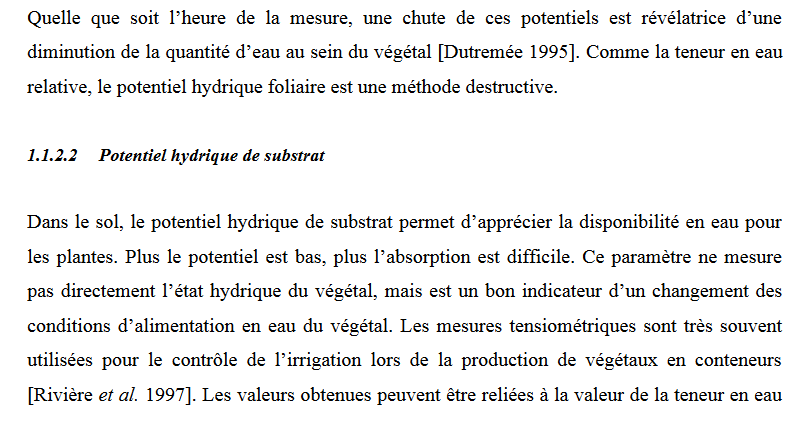 Quelle que soit l’heure de la mesure, une chute de ces potentiels est révélatrice d’une
diminution de la quantité d’eau au sein du végétal [Dutremée 1995]. Comme la teneur en eau
relative, le potentiel hydrique foliaire est une méthode destructive.
1.1.2.2 Potentiel hydrique de substrat
Dans le sol, le potentiel hydrique de substrat permet d’apprécier la disponibilité en eau pour
les plantes. Plus le potentiel est bas, plus l’absorption est difficile. Ce paramètre ne mesure
pas directement l’état hydrique du végétal, mais est un bon indicateur d’un changement des
conditions d’alimentation en eau du végétal. Les mesures tensiométriques sont très souvent
utilisées pour le contrôle de l’irrigation lors de la production de végétaux en conteneurs
[Rivière et al. 1997]. Les valeurs obtenues peuvent être reliées à la valeur de la teneur en eau